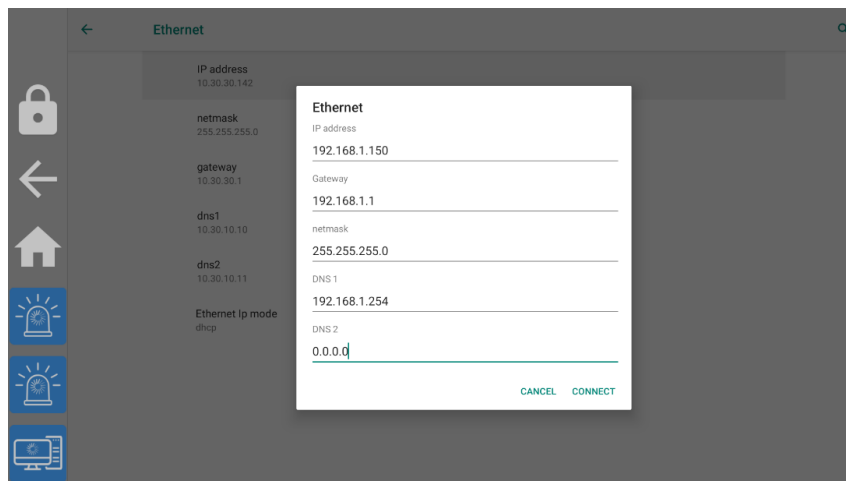 Ethernet
IP address
10.30.30.142
netmask
255.255.255.0
gateway
10.30.30.1
dns1
10.30.10.10
dns2
10.30.10.11
Ethernet Ip mode
dhcp
Ethernet
IP address
192.168.1.150
Gateway
192.168.1.1
netmask
255.255.255.0
DNS 1
192.168.1.254
DNS 2
0.0.0.0
CANCEL CONNECT